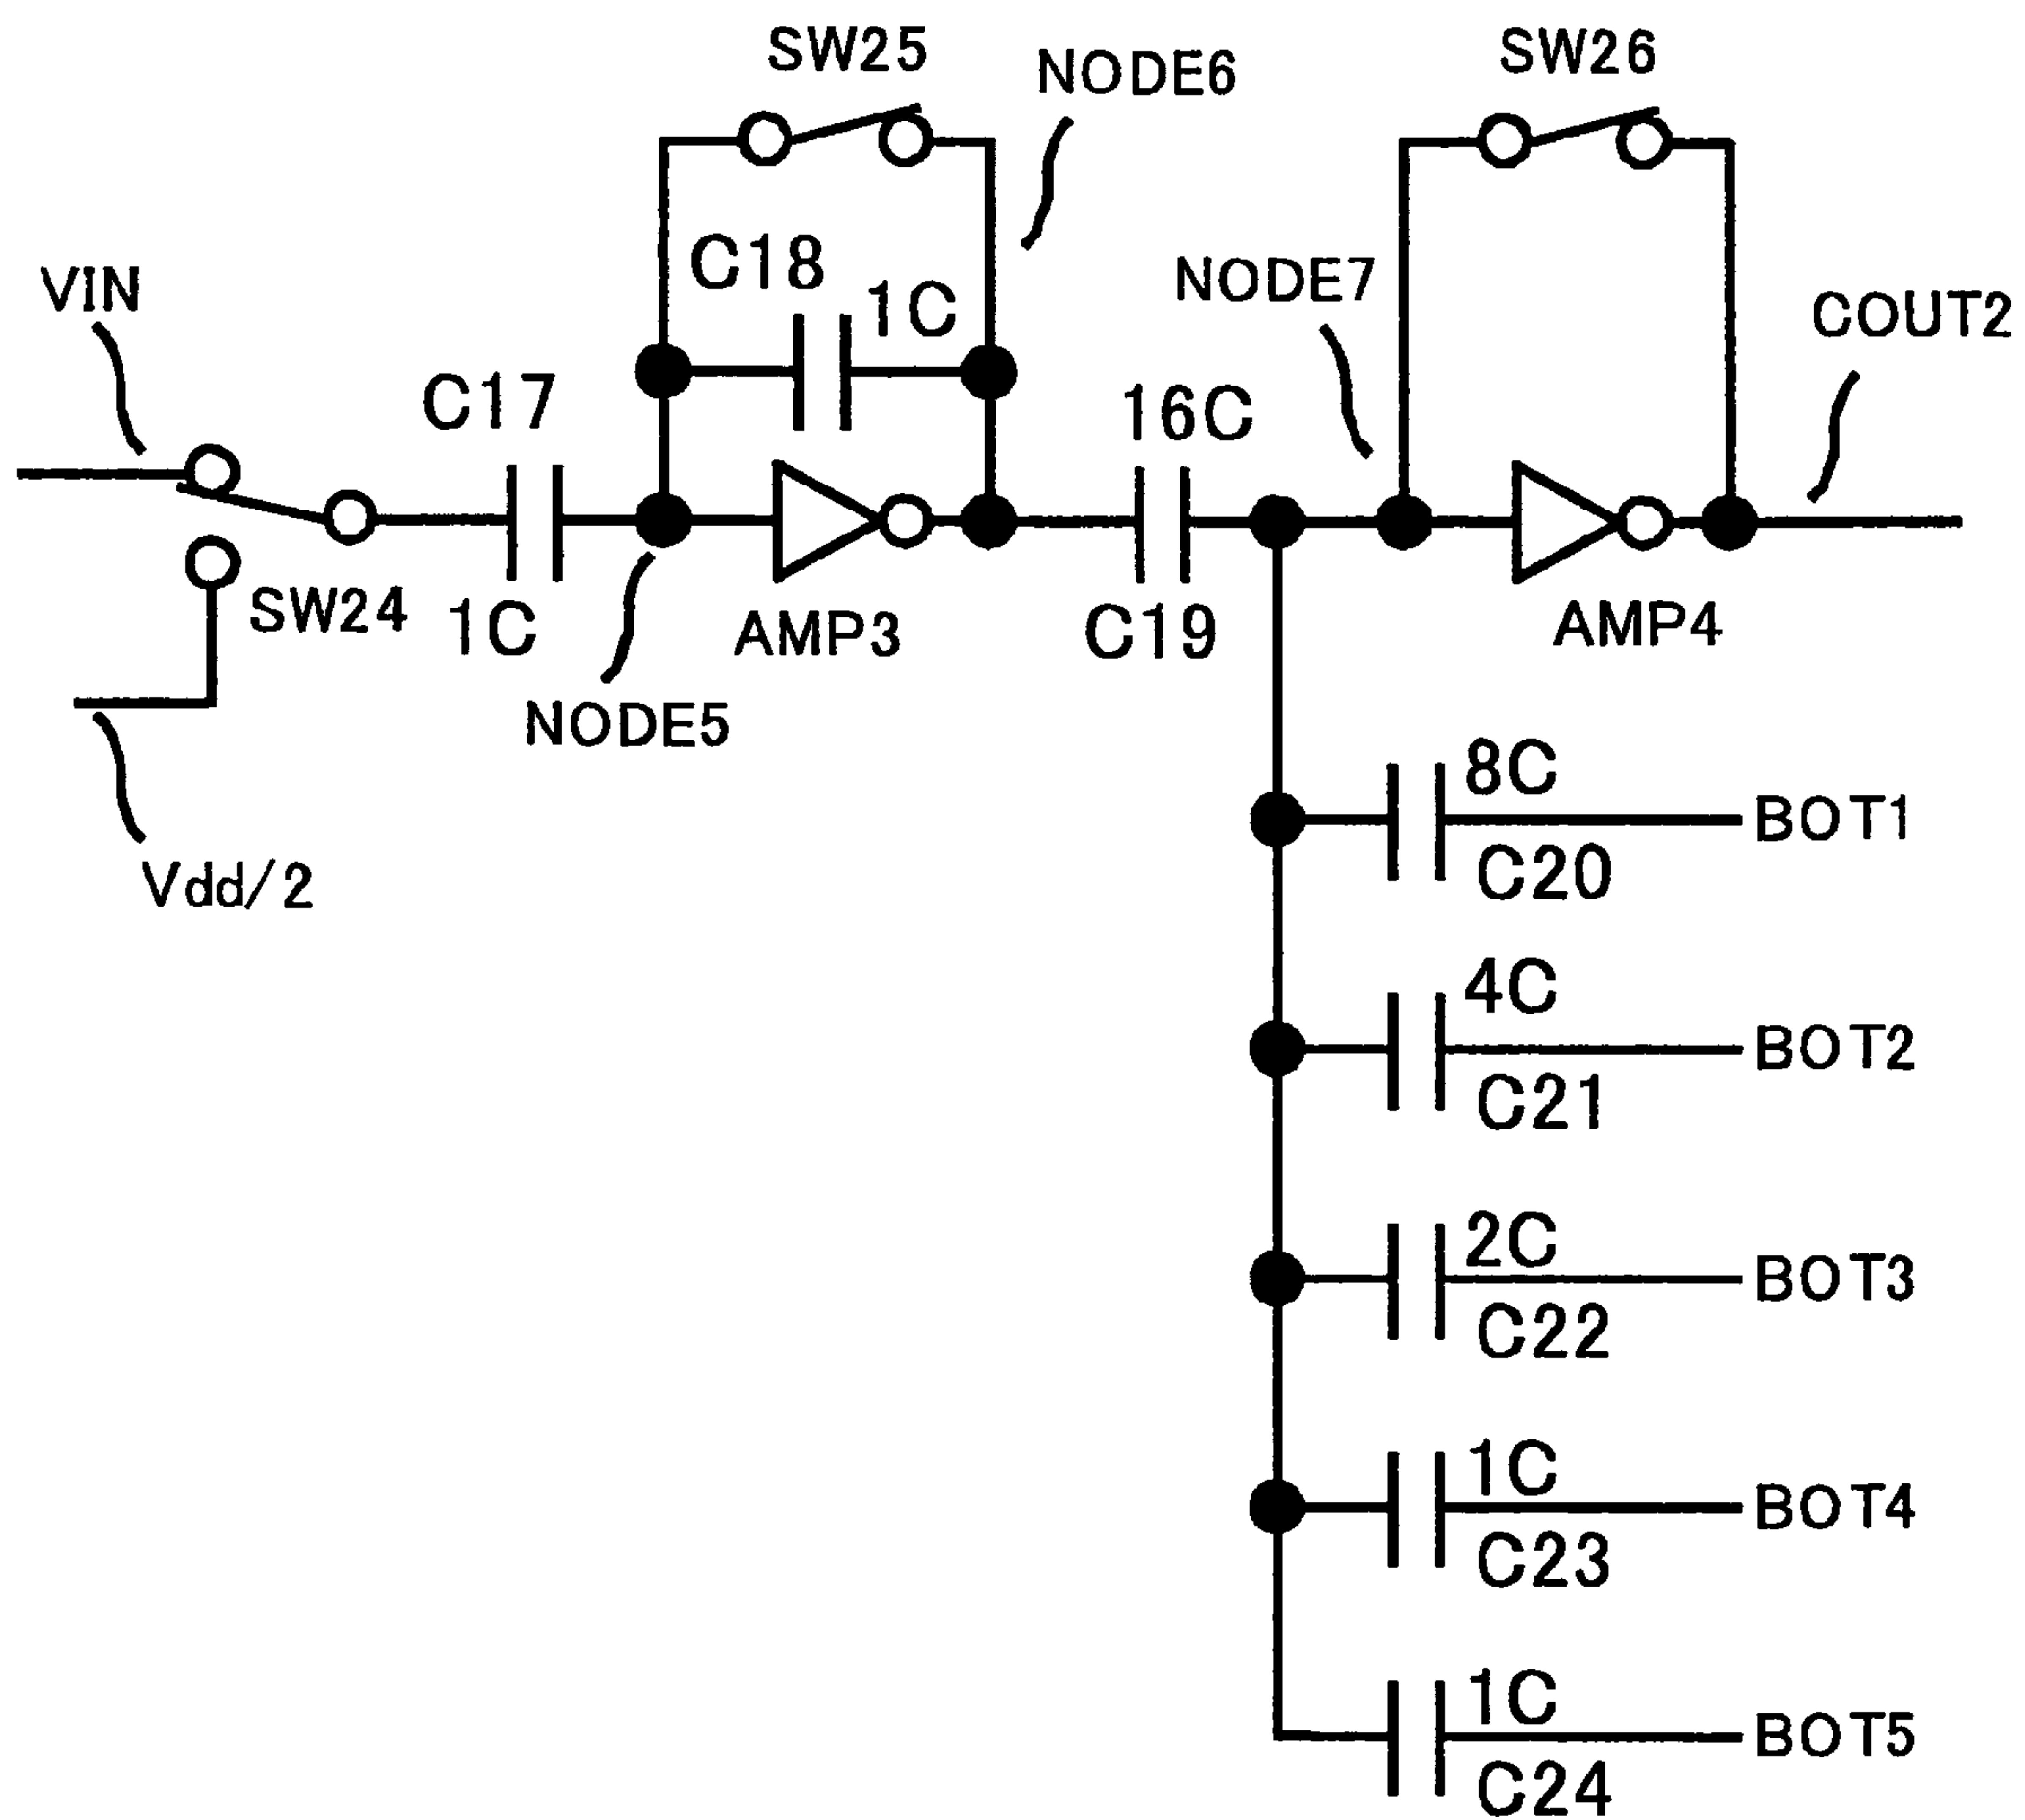 SW25
SW26
NODE6
C18
1C
VIN
NODE7
COUT2
C17
16C
SW24
1C
AMP3
C19
AMP4
NODE5
8C
BOT1
Vdd/2
C20
4C
BOT2
C21
2C
BOT3
C22
1C
BOT4
C23
1C
BOT5
C24